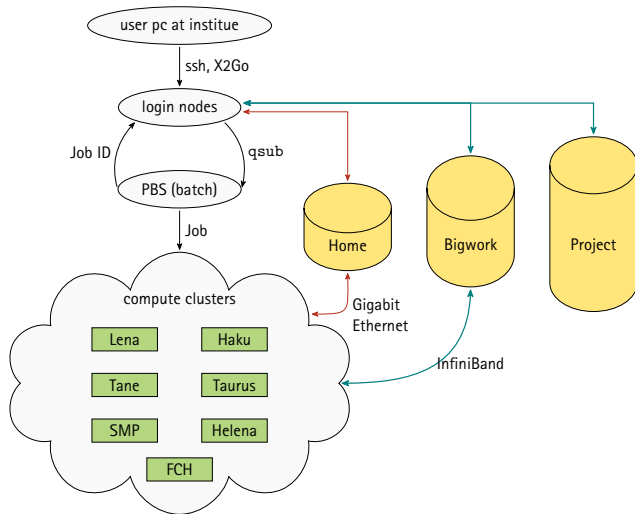 user pc at institue
ssh, X2Go
login nodes
Job ID
qsub
PBS (batch)
Job
Home
Bigwork
Project
compute clusters
Gigabit
Ethernet
InfiniBand
Lena
Haku
Tane
Taurus
SMP
Helena
FCH